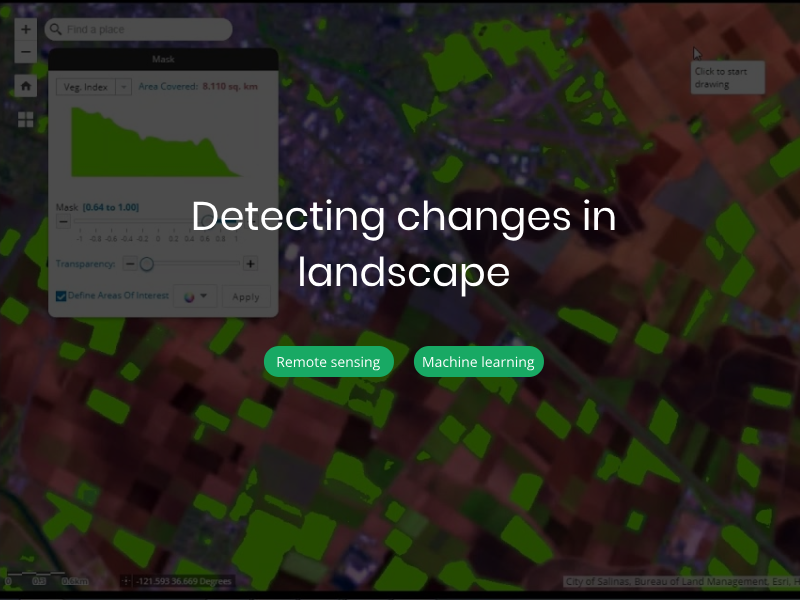 +
Find a place
−
Mask
Click to start
drawing
Veg. Index
Area Covered: 8.110 sq. km
Mask [0.64 to 1.00]
Detecting changes in
-1 -0.8 -0.6 -0.4 -0.2 0 0.2 0.4 0.6 0.8 1
landscape
Transparency:
Define Areas Of Interest
Apply
Remote sensing
Machine learning
-121.593 36.669 Degrees
City of Salinas, Bureau of Land Management, Esri, H